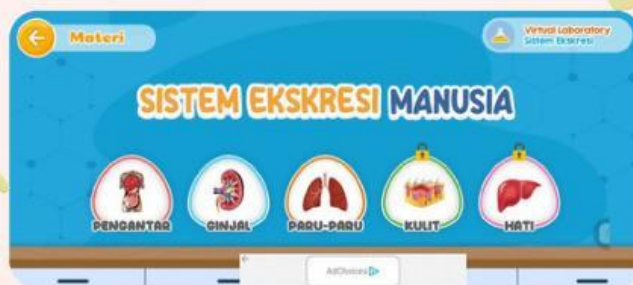 Materi
Virtual Laboratory
Sistem Ekskresi
SISTEM EKSKRESI MANUSIA
PENGANTAR
GINJAL
PARU-PARU
KULIT
HATI
AdChoices